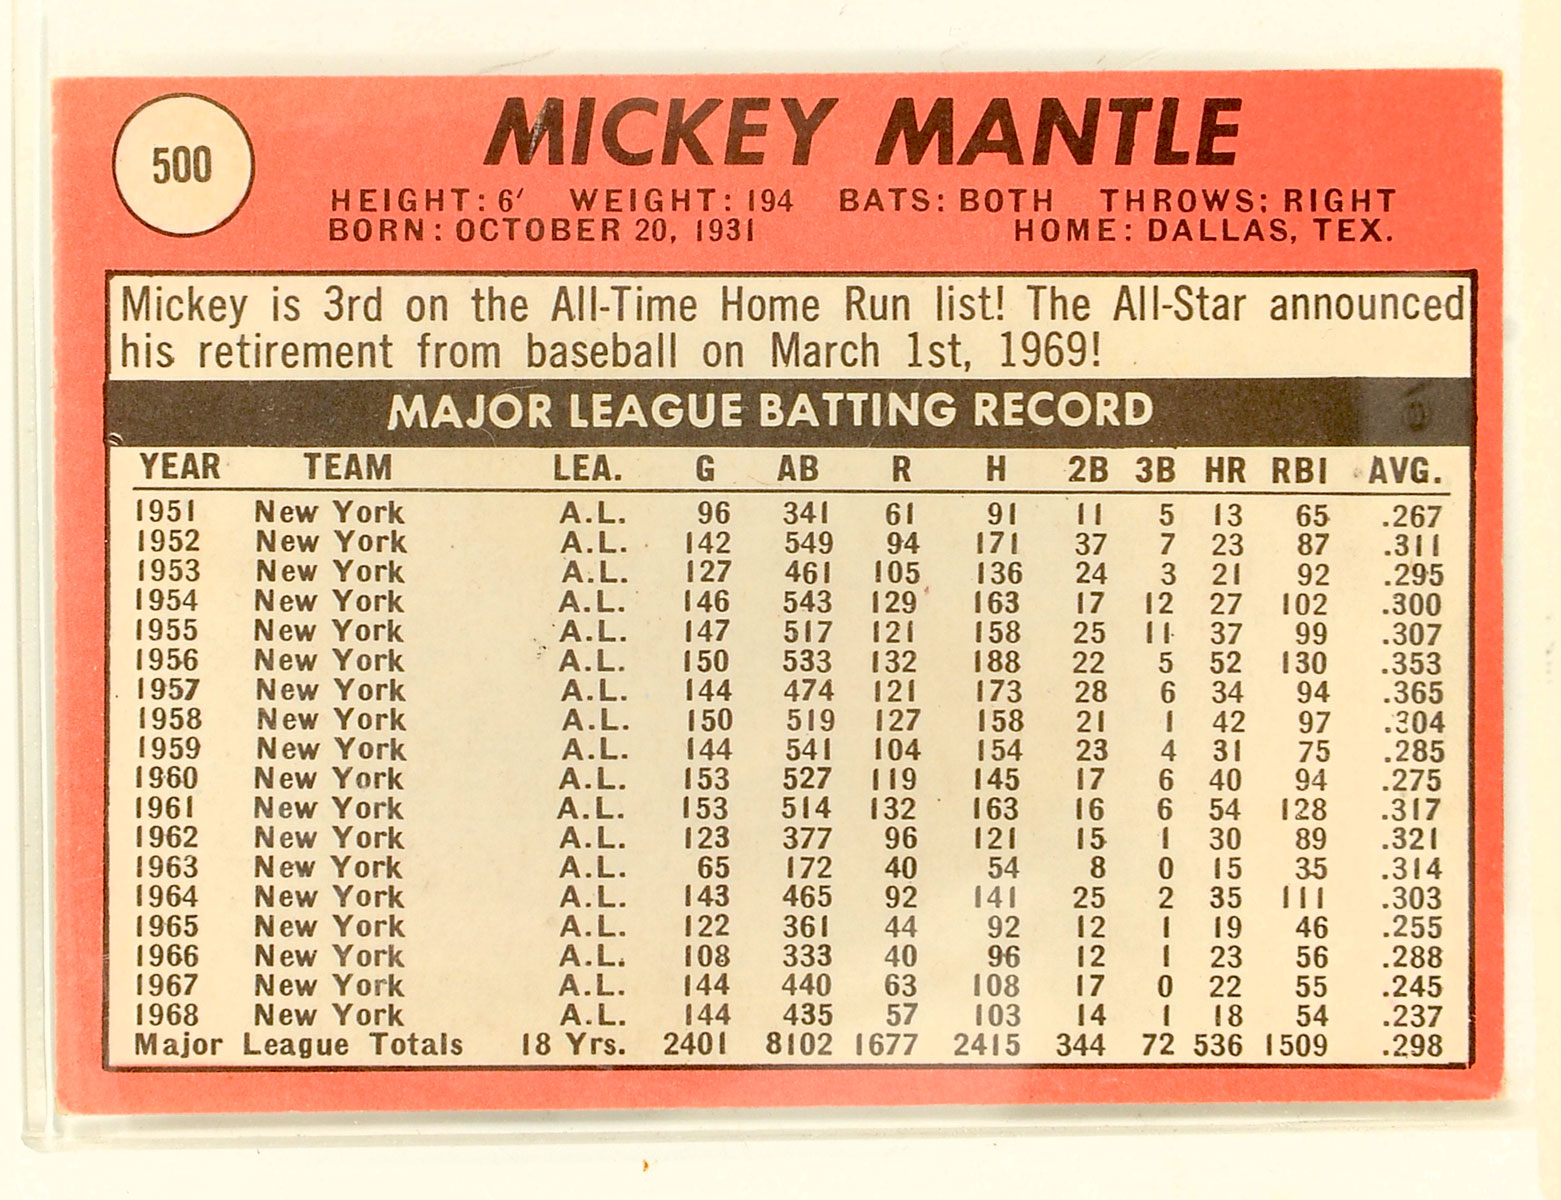 500
MICKEY MANTLE
HEIGHT: 6' WEIGHT: 194 BATS: BOTH THROWS: RIGHT
BORN: OCTOBER 20, 1931 HOME: DALLAS, TEX.
Mickey is 3rd on the All-Time Home Run list! The All-Star announced
his retirement from baseball on March 1st, 1969!
MAJOR LEAGUE BATTING RECORD
YEAR TEAM LEA. G AB R H 2B 3B HR RBI AVG.
1951 New York A.L. 96 341 61 91 11 5 13 65 .267
1952 New York A.L. 142 549 94 171 37 7 23 87 .311
1953 New York A.L. 127 461 105 136 24 3 21 92 .295
1954 New York A.L. 146 543 129 163 17 12 27 102 .300
1955 New York A.L. 147 517 121 158 25 11 37 99 .307
1956 New York A.L. 150 533 132 188 22 5 52 130 .353
1957 New York A.L. 144 474 121 173 28 6 34 94 .365
1958 New York A.L. 150 519 127 158 21 1 42 97 .304
1959 New York A.L. 144 541 104 154 23 4 31 75 .285
1960 New York A.L. 153 527 119 145 17 6 40 94 .275
1961 New York A.L. 153 514 132 163 16 6 54 128 .317
1962 New York A.L. 123 377 96 121 15 1 30 89 .321
1963 New York A.L. 65 172 40 54 8 0 15 35 .314
1964 New York A.L. 143 465 92 141 25 2 35 111 .303
1965 New York A.L. 122 361 44 92 12 1 19 46 .255
1966 New York A.L. 108 333 40 96 12 1 23 56 .288
1967 New York A.L. 144 440 63 108 17 0 22 55 .245
1968 New York A.L. 144 435 57 103 14 1 18 54 .237
Major League Totals 18 Yrs. 2401 8102 1677 2415 344 72 536 1509 .298